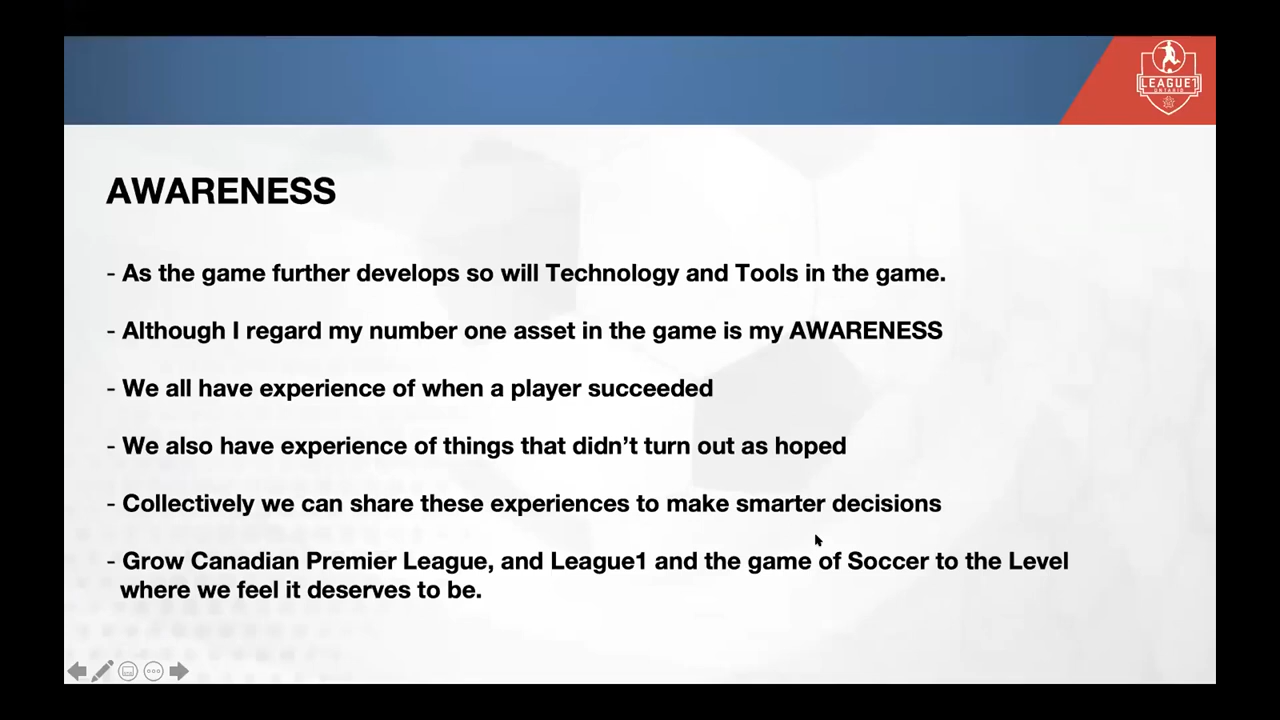 LEAGUE1
ONTARIO
AWARENESS
- As the game further develops so will Technology and Tools in the game.
- Although I regard my number one asset in the game is my AWARENESS
- We all have experience of when a player succeeded
- We also have experience of things that didn’t turn out as hoped
- Collectively we can share these experiences to make smarter decisions
- Grow Canadian Premier League, and League1 and the game of Soccer to the Level
where we feel it deserves to be.